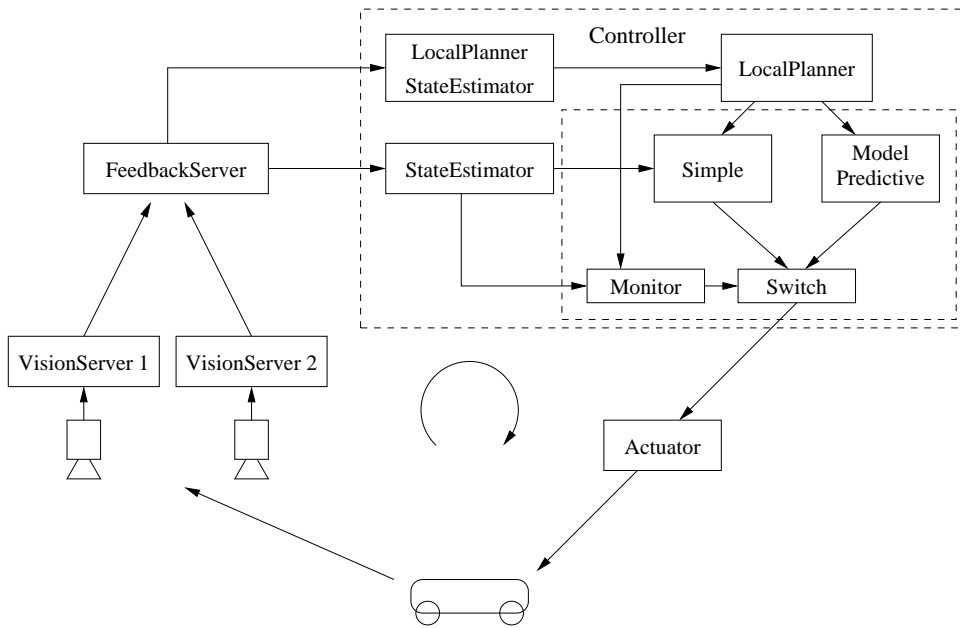 Controller
LocalPlanner
StateEstimator
LocalPlanner
FeedbackServer
StateEstimator
Simple
Model
Predictive
Monitor
Switch
VisionServer 1
VisionServer 2
Actuator